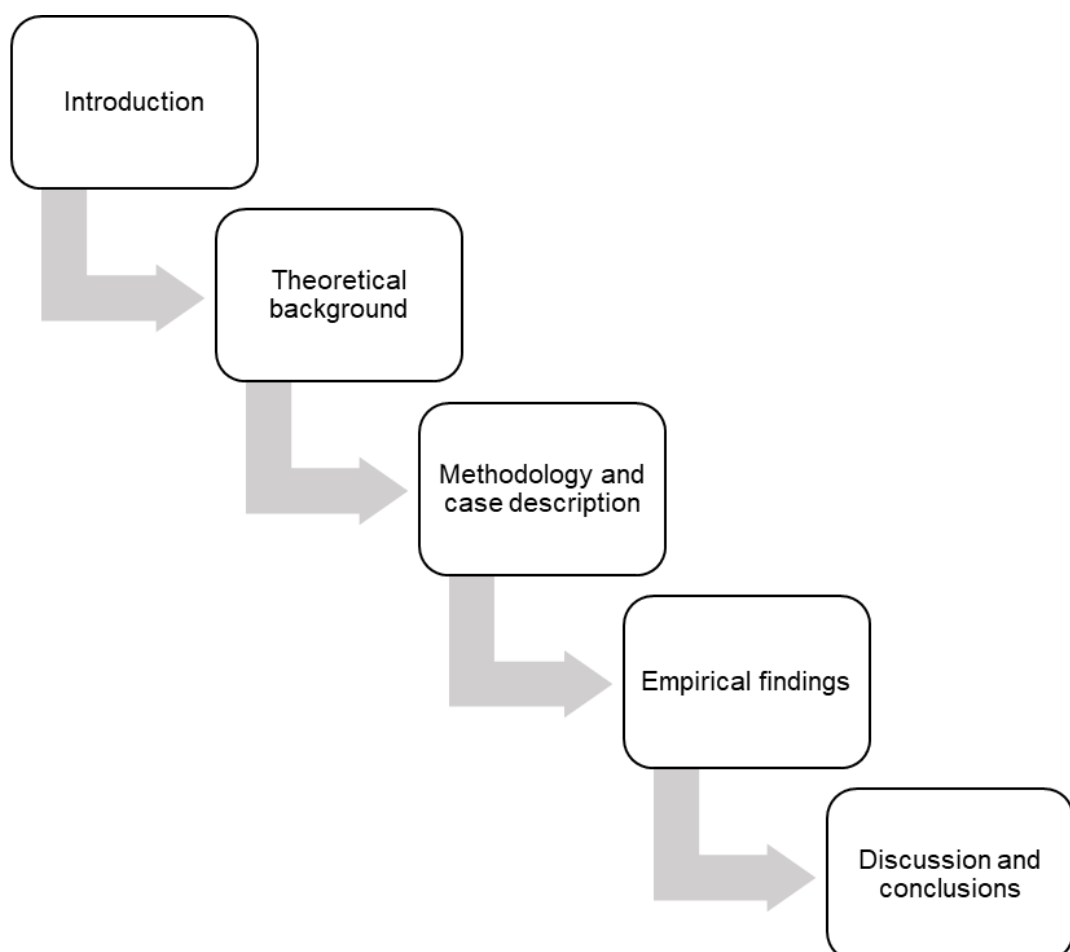 Introduction
Theoretical
background
Methodology and
case description
Empirical findings
Discussion and
conclusions